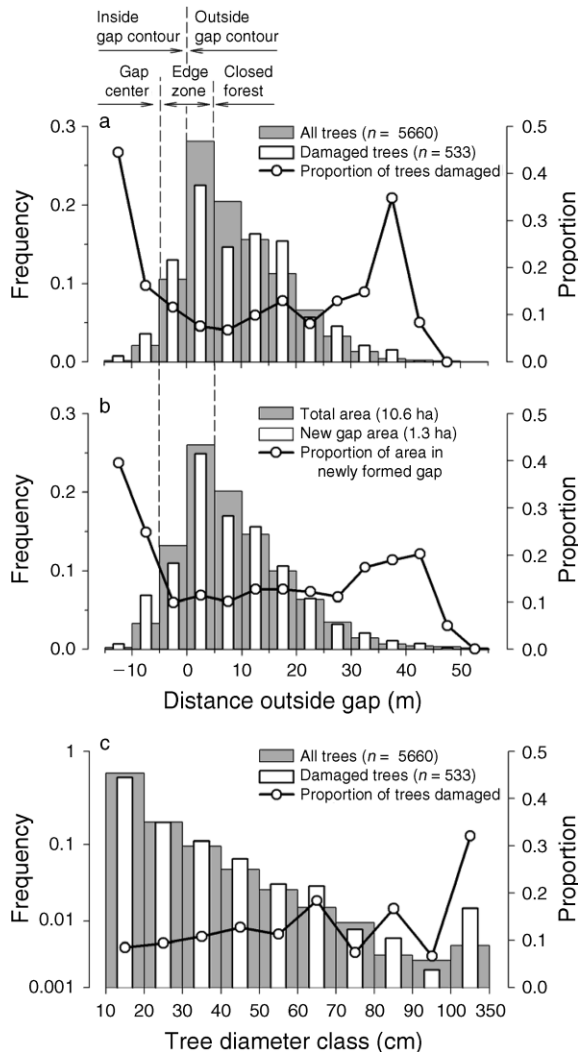 Inside Outside
gap contour gap contour
Gap Edge Closed
center zone forest
a
0.3 0.5
All trees (n = 5660)
Damaged trees (n = 533)
0.4
Proportion of trees damaged
0.2
0.3
Frequency Proportion
0.2
0.1
0.1
0.0 0.0
b
0.3 0.5
Total area (10.6 ha)
New gap area (1.3 ha)
0.4
Proportion of area in
newly formed gap
0.2
0.3
Frequency Proportion
0.2
0.1
0.1
0.0 0.0
−10 0 10 20 30 40 50
Distance outside gap (m)
c
1 0.5
All trees (n = 5660)
Damaged trees (n = 533)
0.4
Proportion of trees damaged
0.1
0.3
Frequency Proportion
0.2
0.01
0.1
0.001 0.0
10 20 30 40 50 60 70 80 90 100 350
Tree diameter class (cm)